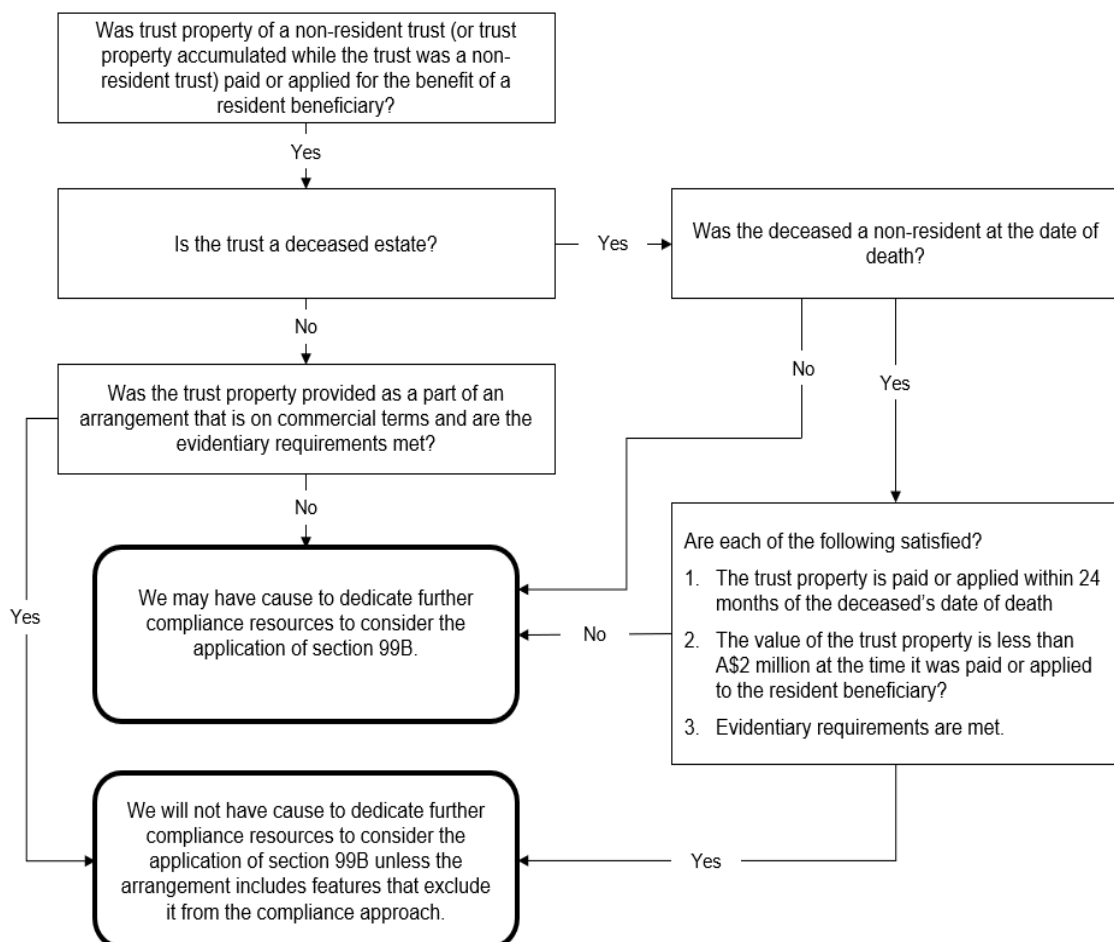 Was trust property of a non-resident trust (or trust
property accumulated while the trust was a non-
resident trust) paid or applied for the benefit of a
resident beneficiary?
Yes
Is the trust a deceased estate?
Yes
Was the deceased a non-resident at the date of
death?
No
No
Yes
Was the trust property provided as a part of an
arrangement that is on commercial terms and are the
evidentiary requirements met?
No
Are each of the following satisfied?
1. The trust property is paid or applied within 24
months of the deceased’s date of death
2. The value of the trust property is less than
A$2 million at the time it was paid or applied
to the resident beneficiary?
3. Evidentiary requirements are met.
We may have cause to dedicate further
compliance resources to consider the
application of section 99B.
Yes
No
We will not have cause to dedicate further
compliance resources to consider the
application of section 99B unless the
arrangement includes features that exclude
it from the compliance approach.
Yes